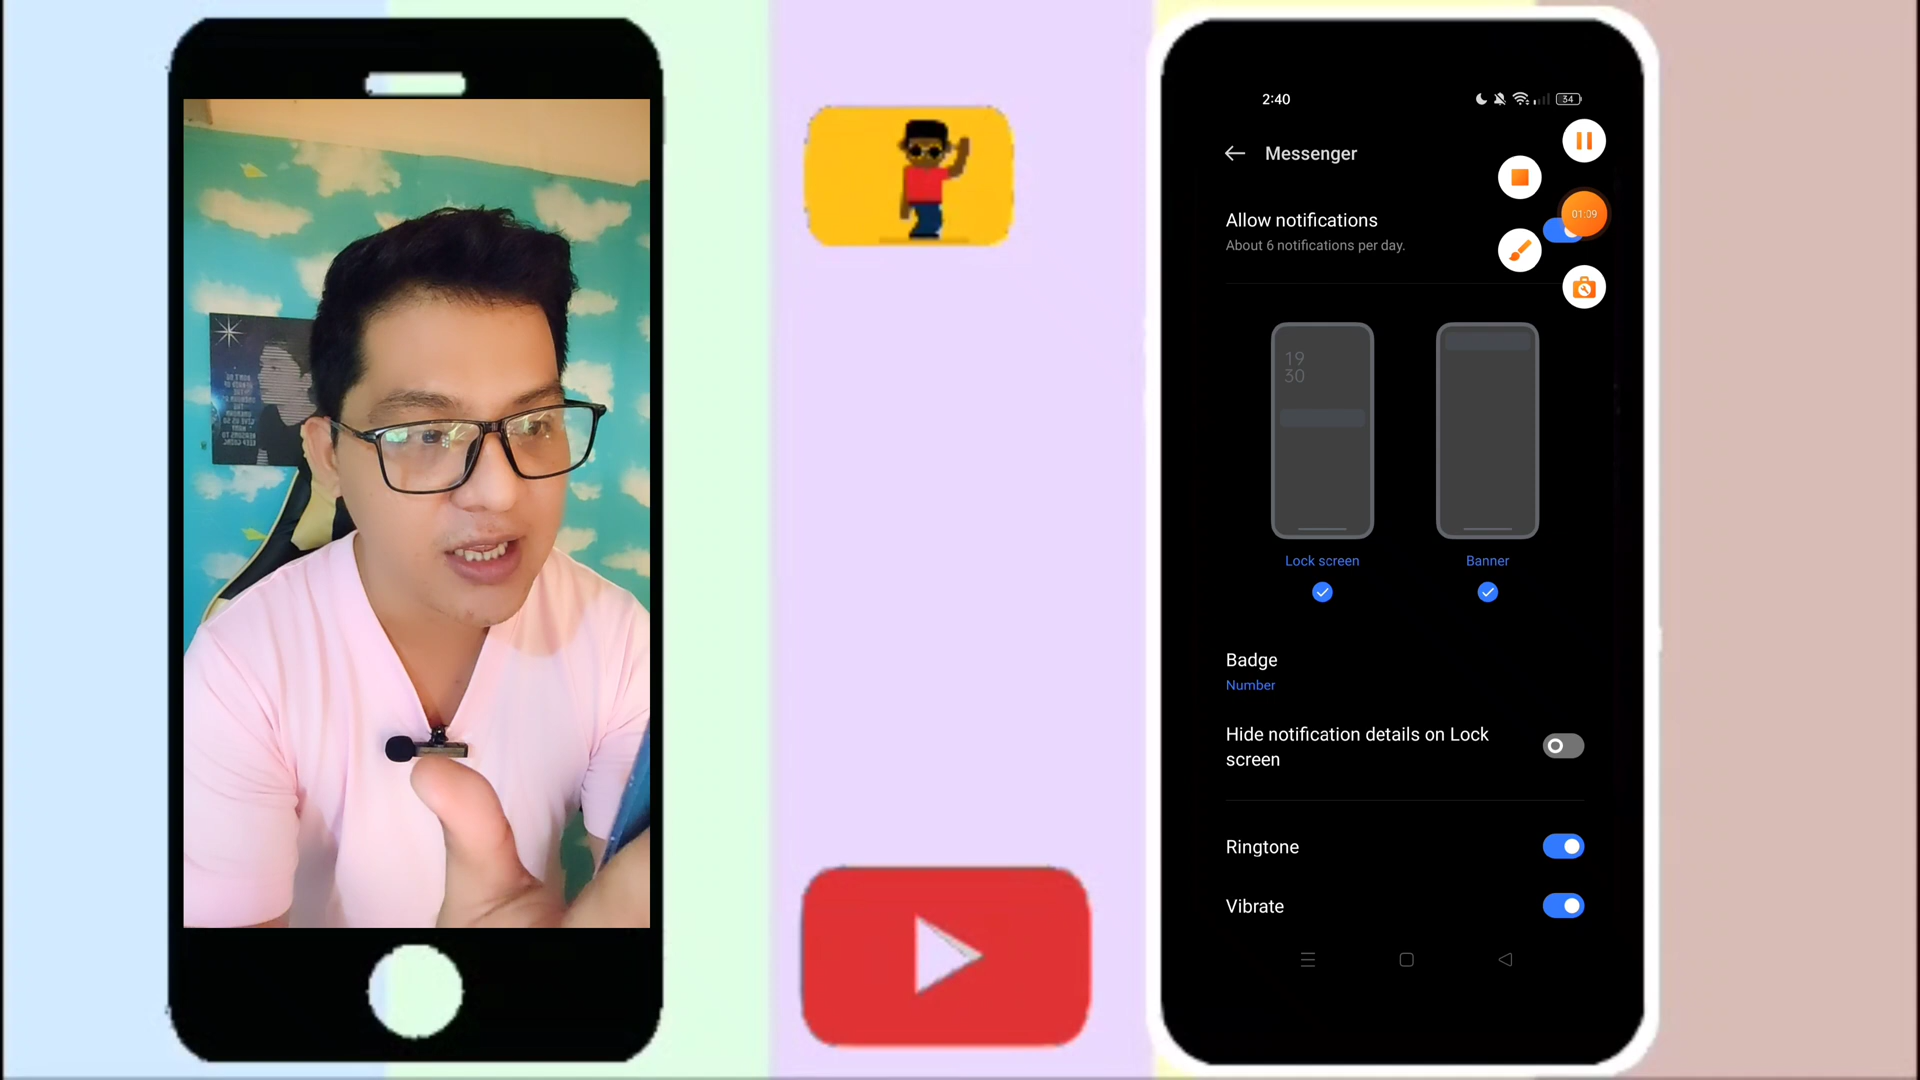 2:40
34
Messenger
01:09
Allow notifications
About 6 notifications per day.
19
30
Lock screen
Banner
Badge
Number
Hide notification details on Lock
screen
Ringtone
Vibrate